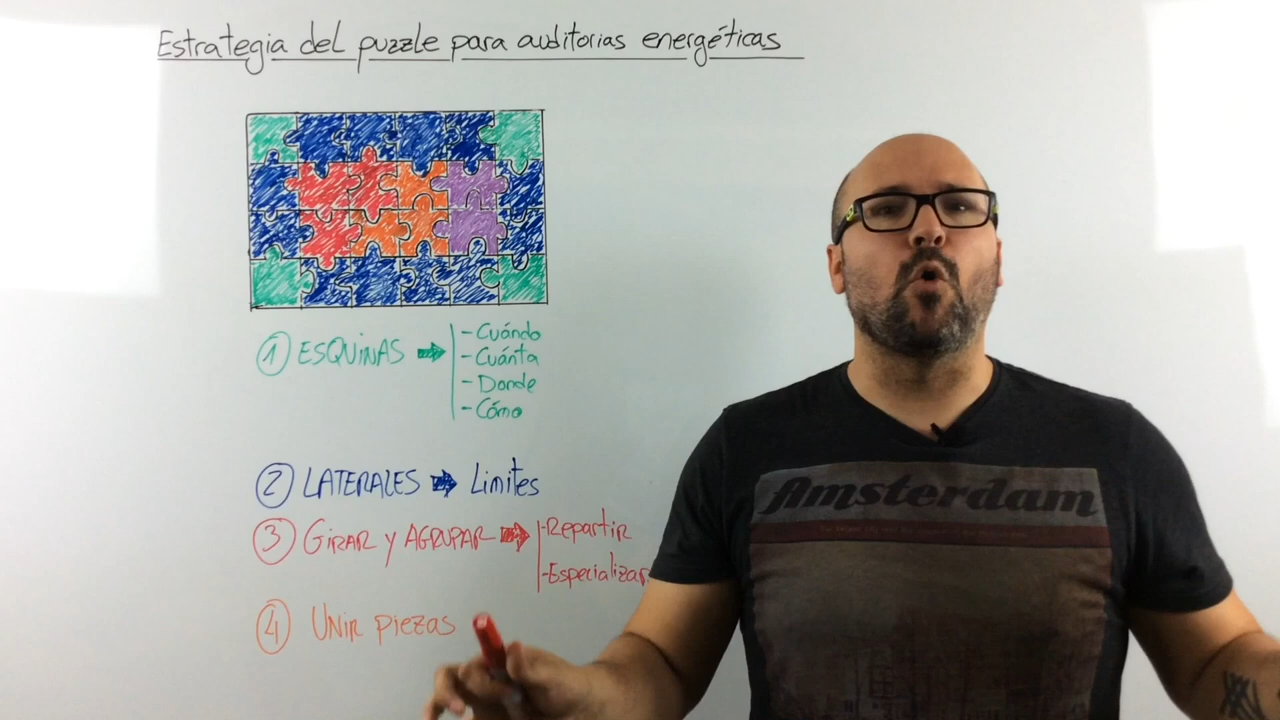 Estrategia del puzzle para auditorias energéticas
① ESQUINAS ➡ - Cuándo
- Cuánta
- Donde
- Cómo
② LATERALES ➡ Limites
③ GIRAR Y AGRUPAR ➡ - Repartir
- Especializar
④ Unir piezas
Amsterdam